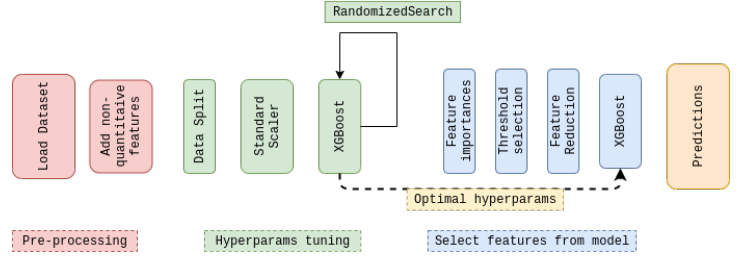 RandomizedSearch
Load Dataset
Add non-
quantitaive
features
Data Split
Standard
Scaler
XGBoost
Feature
importances
Threshold
selection
Feature
Reduction
XGBoost
Predictions
Optimal hyperparams
Pre-processing
Hyperparams tuning
Select features from model